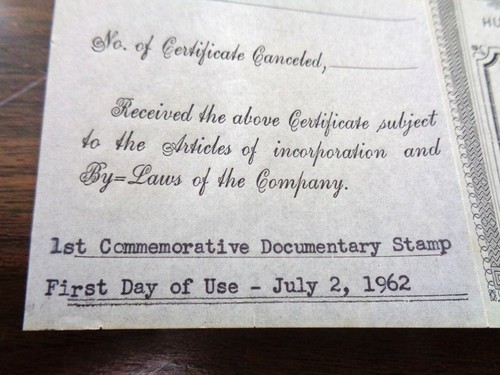 No. of Certificate Canceled,
Received the above Certificate subject
to the Articles of incorporation and
By=Laws of the Company.
1st Commemorative Documentary Stamp
First Day of Use - July 2, 1962
HU